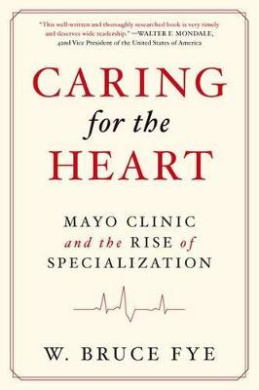 "This well-written and thoroughly researched book is very timely
and deserves wide readership." —WALTER F. MONDALE,
42nd Vice President of the United States of America
CARING
for the
HEART
MAYO CLINIC
and the RISE of
SPECIALIZATION
W. BRUCE FYE